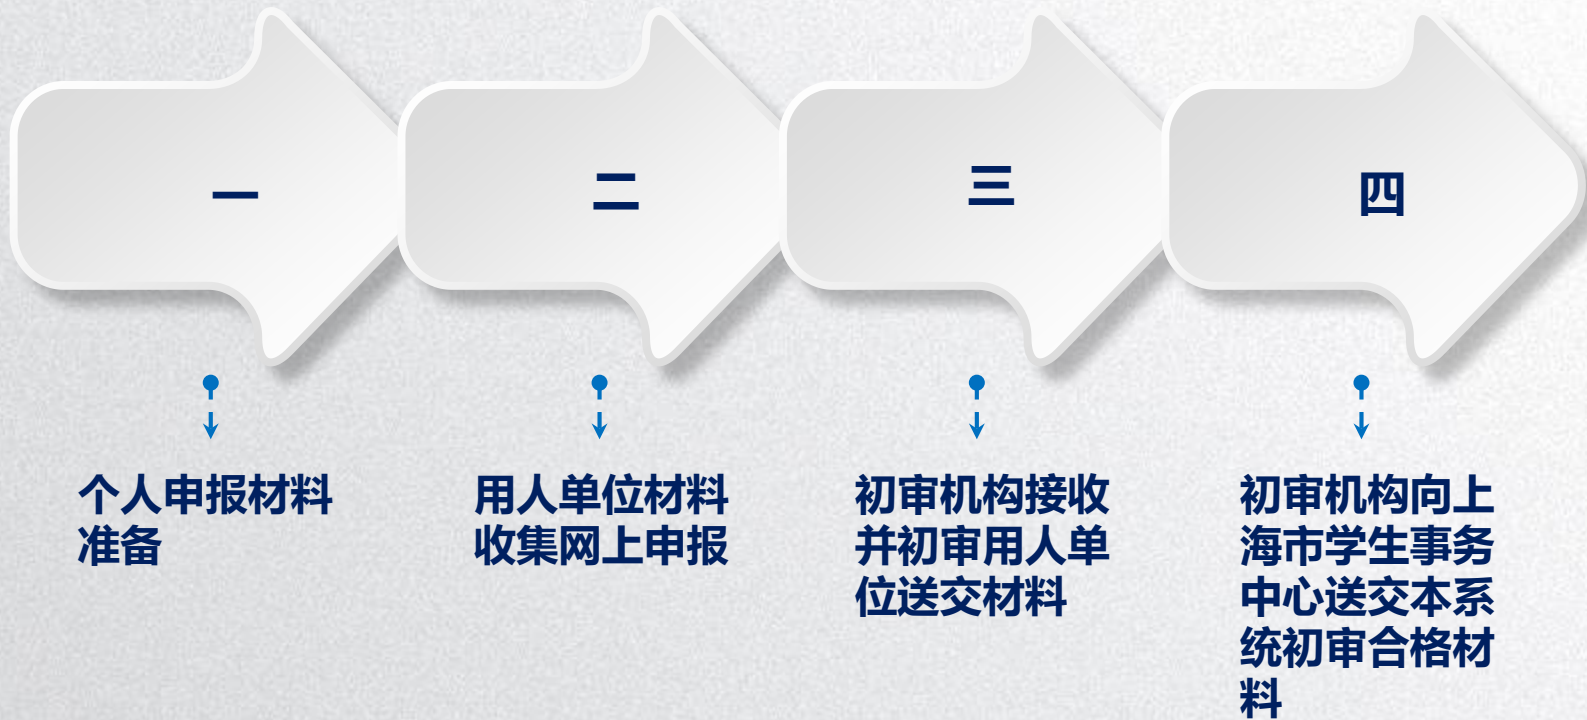 一
二
三
四
个人申报材料
准备
用人单位材料
收集网上申报
初审机构接收
并初审用人单
位送交材料
初审机构向上
海市学生事务
中心送交本系
统初审合格材
料